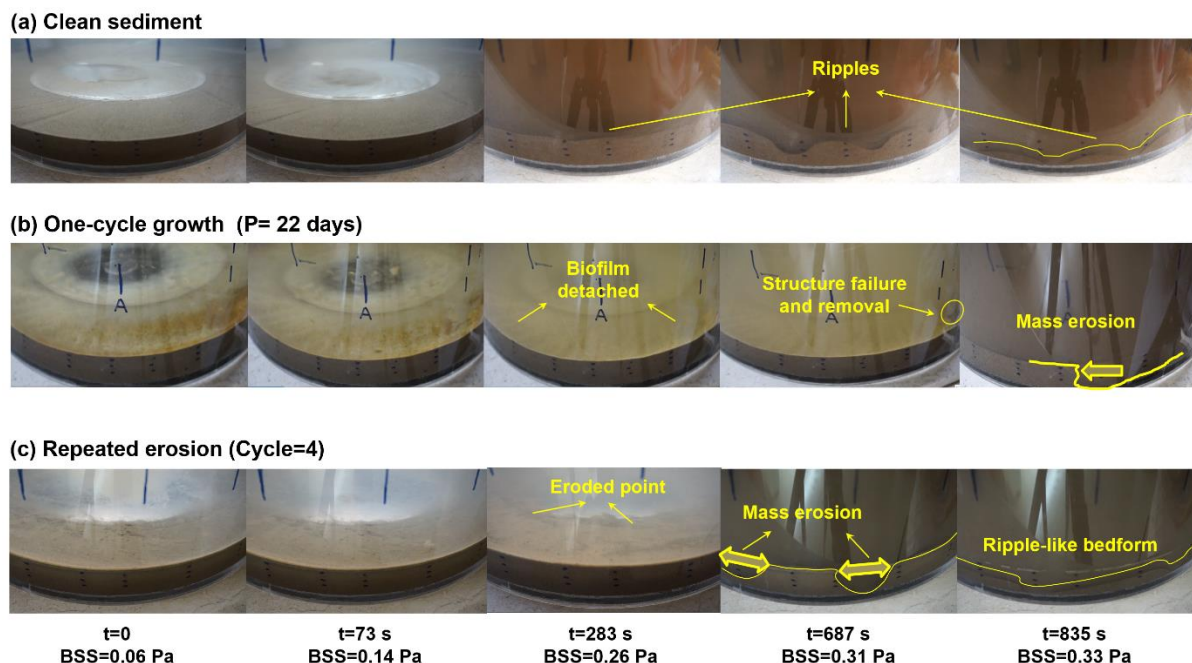 (a) Clean sediment
Ripples
(b) One-cycle growth (P= 22 days)
A
A
Biofilm
detached
A
Structure failure
and removal
A
Mass erosion
(c) Repeated erosion (Cycle=4)
Eroded point
Mass erosion
Ripple-like bedform
t=0
BSS=0.06 Pa
t=73 s
BSS=0.14 Pa
t=283 s
BSS=0.26 Pa
t=687 s
BSS=0.31 Pa
t=835 s
BSS=0.33 Pa